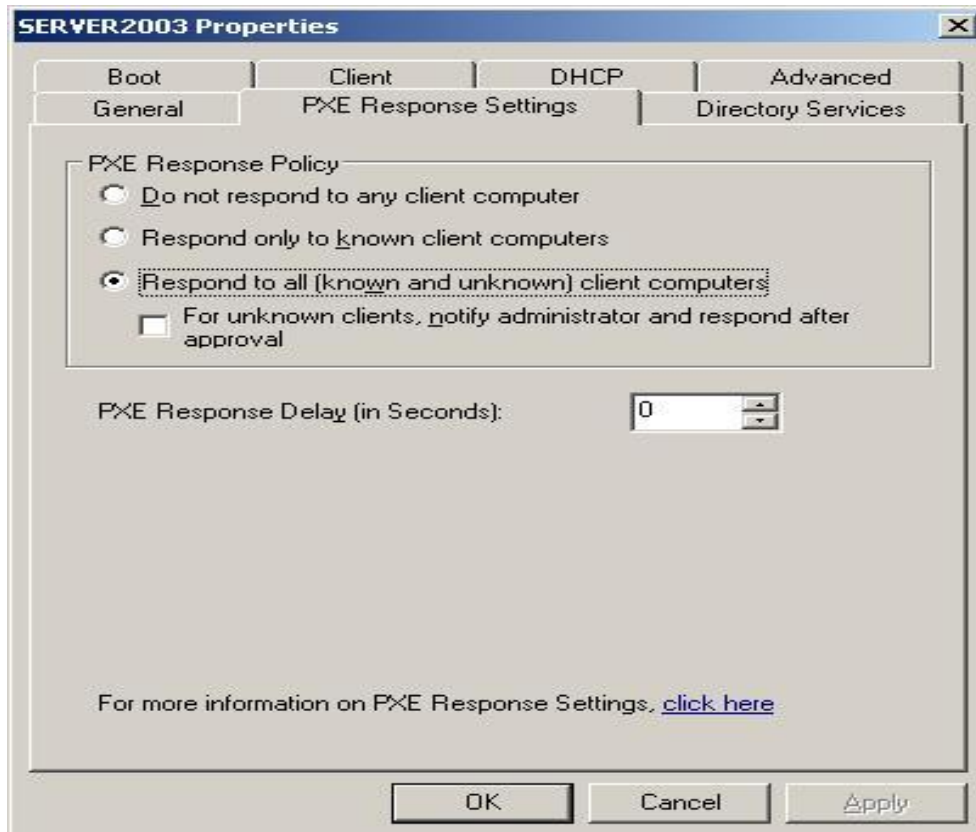 SERVER2003 Properties
Boot
Client
DHCP
Advanced
General
PXE Response Settings
Directory Services
PXE Response Policy
Do not respond to any client computer
Respond only to known client computers
Respond to all (known and unknown) client computers
For unknown clients, notify administrator and respond after
approval
PXE Response Delay (in Seconds):
0
For more information on PXE Response Settings, click here
OK
Cancel
Apply